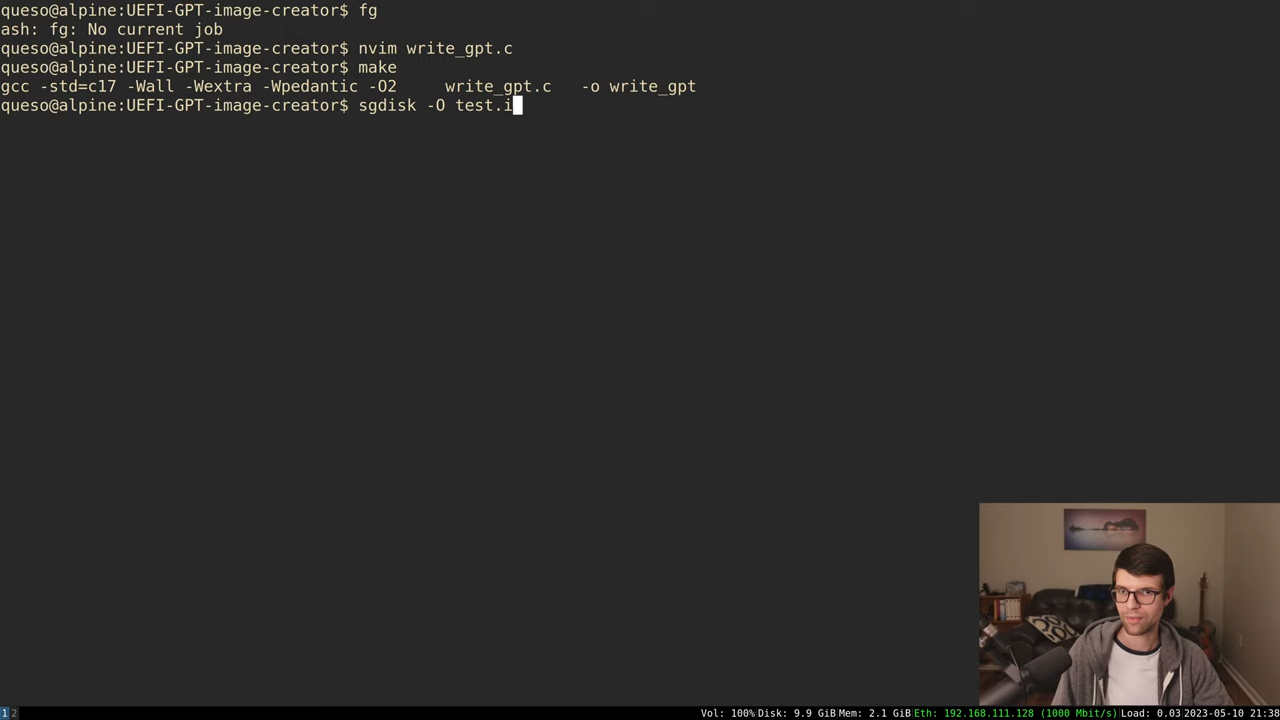 queso@alpine:UEFI-GPT-image-creator$ fg
ash: fg: No current job
queso@alpine:UEFI-GPT-image-creator$ nvim write_gpt.c
queso@alpine:UEFI-GPT-image-creator$ make
gcc -std=c17 -Wall -Wextra -Wpedantic -O2     write_gpt.c   -o write_gpt
queso@alpine:UEFI-GPT-image-creator$ sgdisk -O test.i
1 2 Vol: 100% Disk: 9.9 GiB Mem: 2.1 GiB Eth: 192.168.111.128 (1000 Mbit/s) Load: 0.03 2023-05-10 21:38